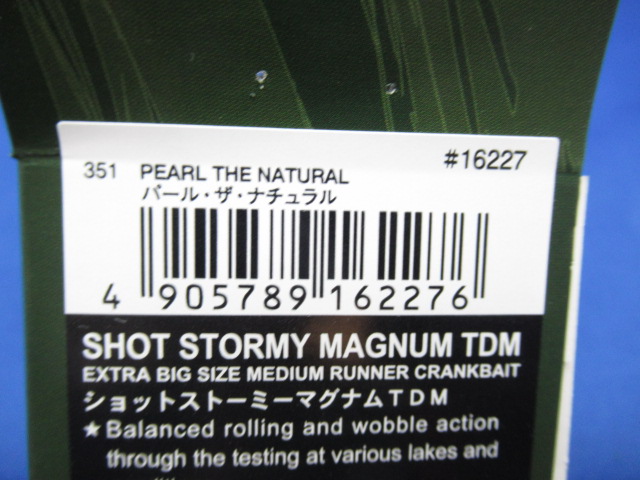 351 PEARL THE NATURAL #16227
パール・ザ・ナチュラル
4 905789 162276
SHOT STORMY MAGNUM TDM
EXTRA BIG SIZE MEDIUM RUNNER CRANKBAIT
ショットストーミーマグナムTDM
★Balanced rolling and wobble action
through the testing at various lakes and